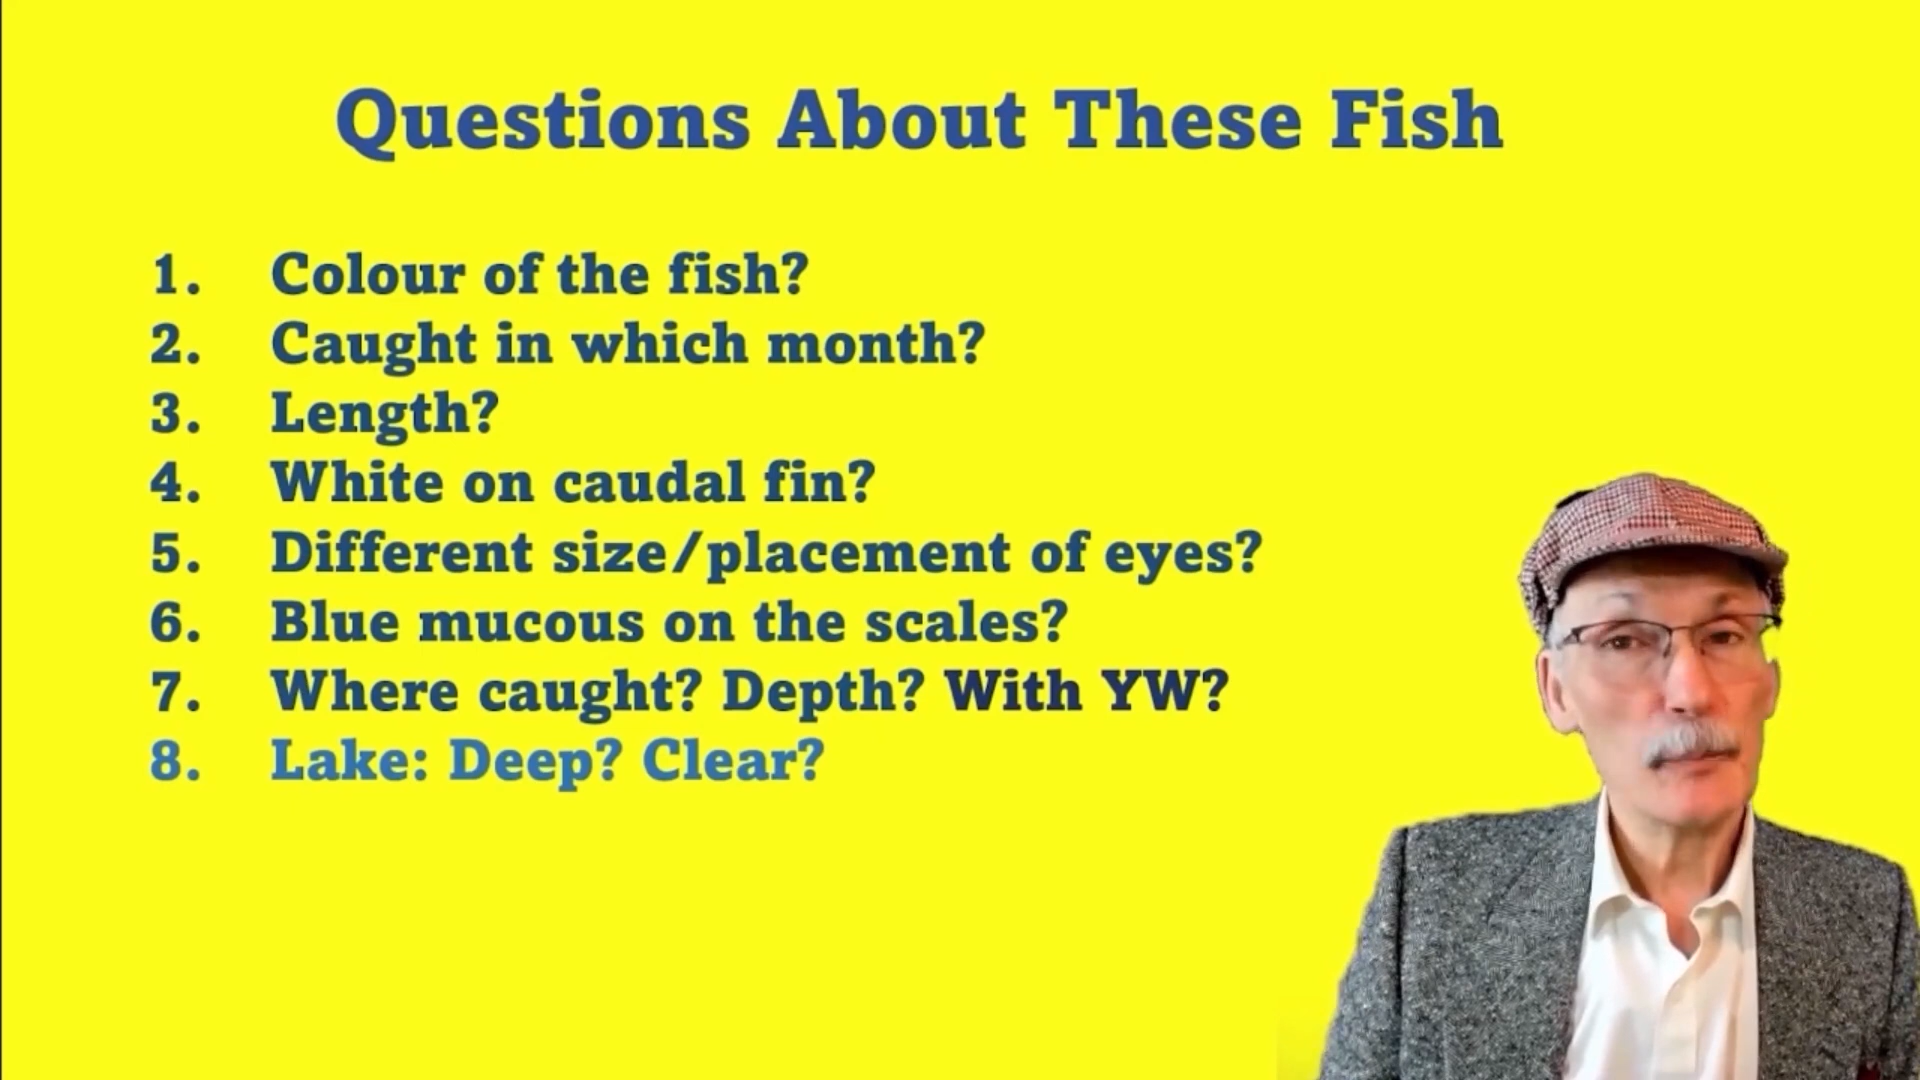 Questions About These Fish
1. Colour of the fish?
2. Caught in which month?
3. Length?
4. White on caudal fin?
5. Different size/placement of eyes?
6. Blue mucous on the scales?
7. Where caught? Depth? With YW?
8. Lake: Deep? Clear?